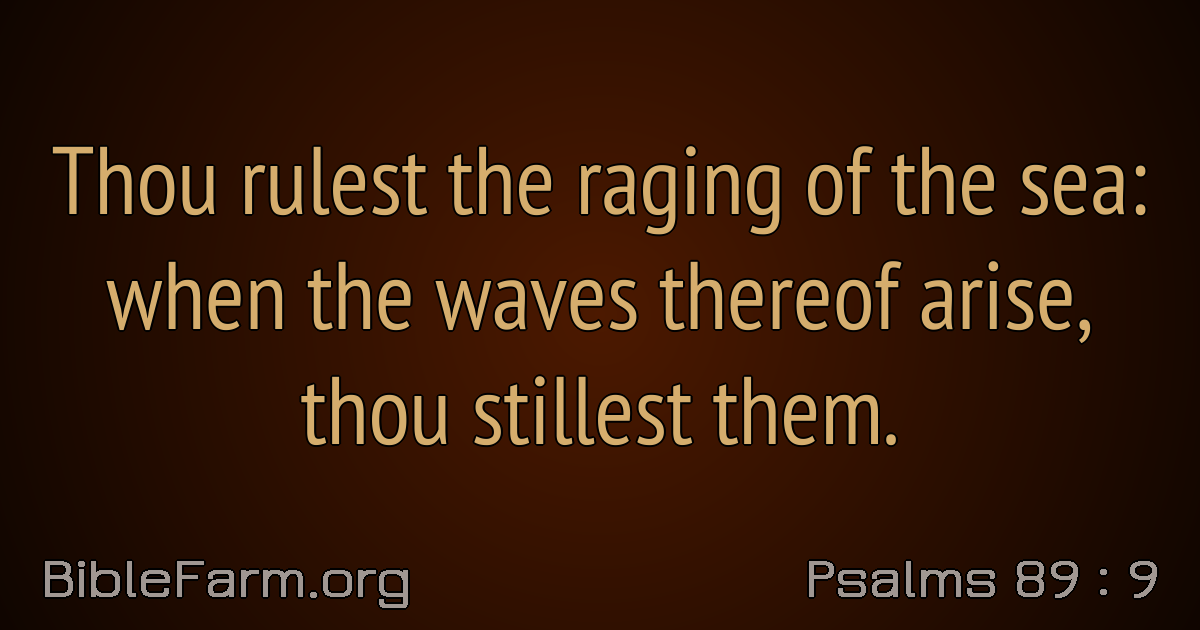 Thou rulest the raging of the sea:
when the waves thereof arise,
thou stillest them.
BibleFarm.org
Psalms 89 : 9